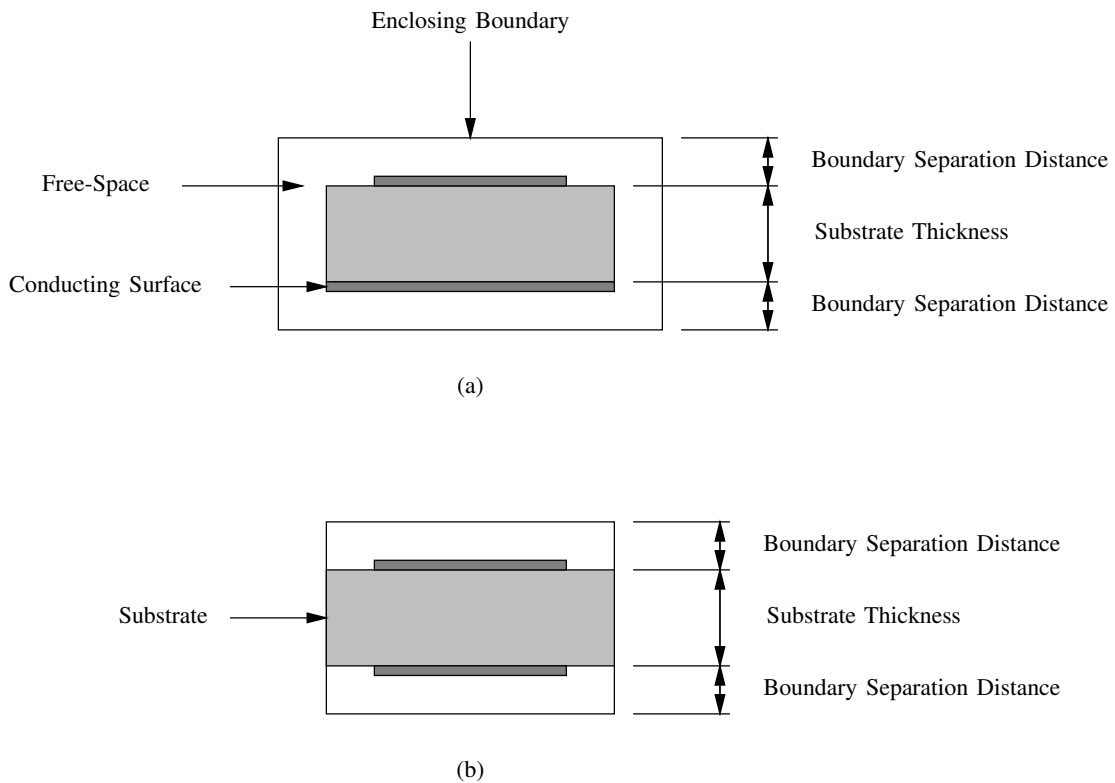 Enclosing Boundary
Boundary Separation Distance
Free-Space
Substrate Thickness
Conducting Surface
Boundary Separation Distance
(a)
Boundary Separation Distance
Substrate
Substrate Thickness
Boundary Separation Distance
(b)